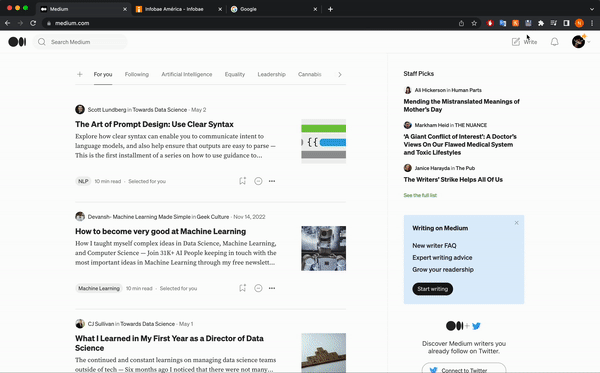 Medium
Infobae América - Infobae
Google
medium.com
Search Medium
Write
For you
Following
Artificial Intelligence
Equality
Leadership
Cannabis
Scott Lundberg in Towards Data Science · May 2
The Art of Prompt Design: Use Clear Syntax
Explore how clear syntax can enable you to communicate intent to
language models, and also help ensure that outputs are easy to parse —
This is the first installment of a series on how to use guidance to…
{{
NLP
10 min read · Selected for you
Devansh- Machine Learning Made Simple in Geek Culture · Nov 14, 2022
How to become very good at Machine Learning
How I taught myself complex ideas in Data Science, Machine Learning,
and Computer Science — Join 31K+ AI People keeping in touch with the
most important ideas in Machine Learning through my free newslett…
Machine Learning
10 min read · Selected for you
CJ Sullivan in Towards Data Science · May 1
What I Learned in My First Year as a Director of Data
Science
The continued and constant learnings on managing data science teams
outside of tech — Six months ago I noticed that there were not many…
Staff Picks
Ali Hickerson in Human Parts
Mending the Mistranslated Meanings of
Mother's Day
Markham Heid in THE NUANCE
'A Giant Conflict of Interest': A Doctor's
Views On Our Flawed Medical System
and Toxic Lifestyles
Janice Harayda in The Pub
The Writers' Strike Helps All Of Us
See the full list
Writing on Medium
New writer FAQ
Expert writing advice
Grow your readership
Start writing
Discover Medium writers you
already follow on Twitter.
Connect to Twitter